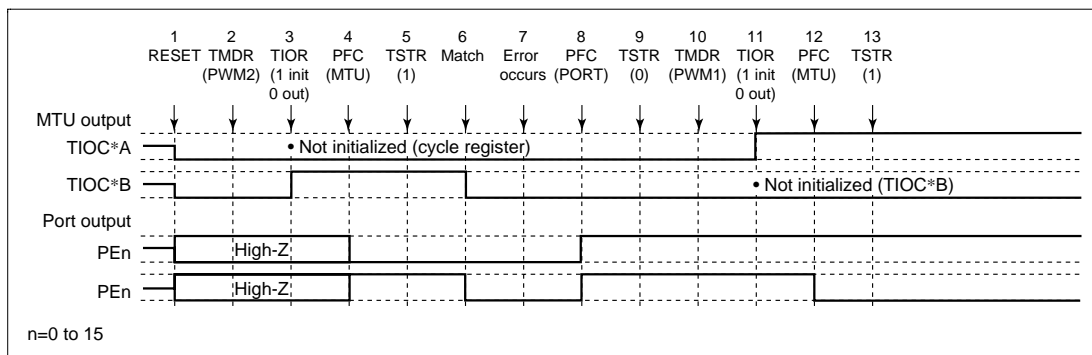 1 2 3 4 5 6 7 8 9 10 11 12 13
RESET TMDR TIOR PFC TSTR Match Error PFC TSTR TMDR TIOR PFC TSTR
(PWM2) (1 init (MTU) (1) occurs (PORT) (0) (PWM1) (1 init (MTU) (1)
0 out) 0 out)
MTU output
TIOC*A • Not initialized (cycle register)
TIOC*B • Not initialized (TIOC*B)
Port output
PEn High-Z
PEn High-Z
n=0 to 15